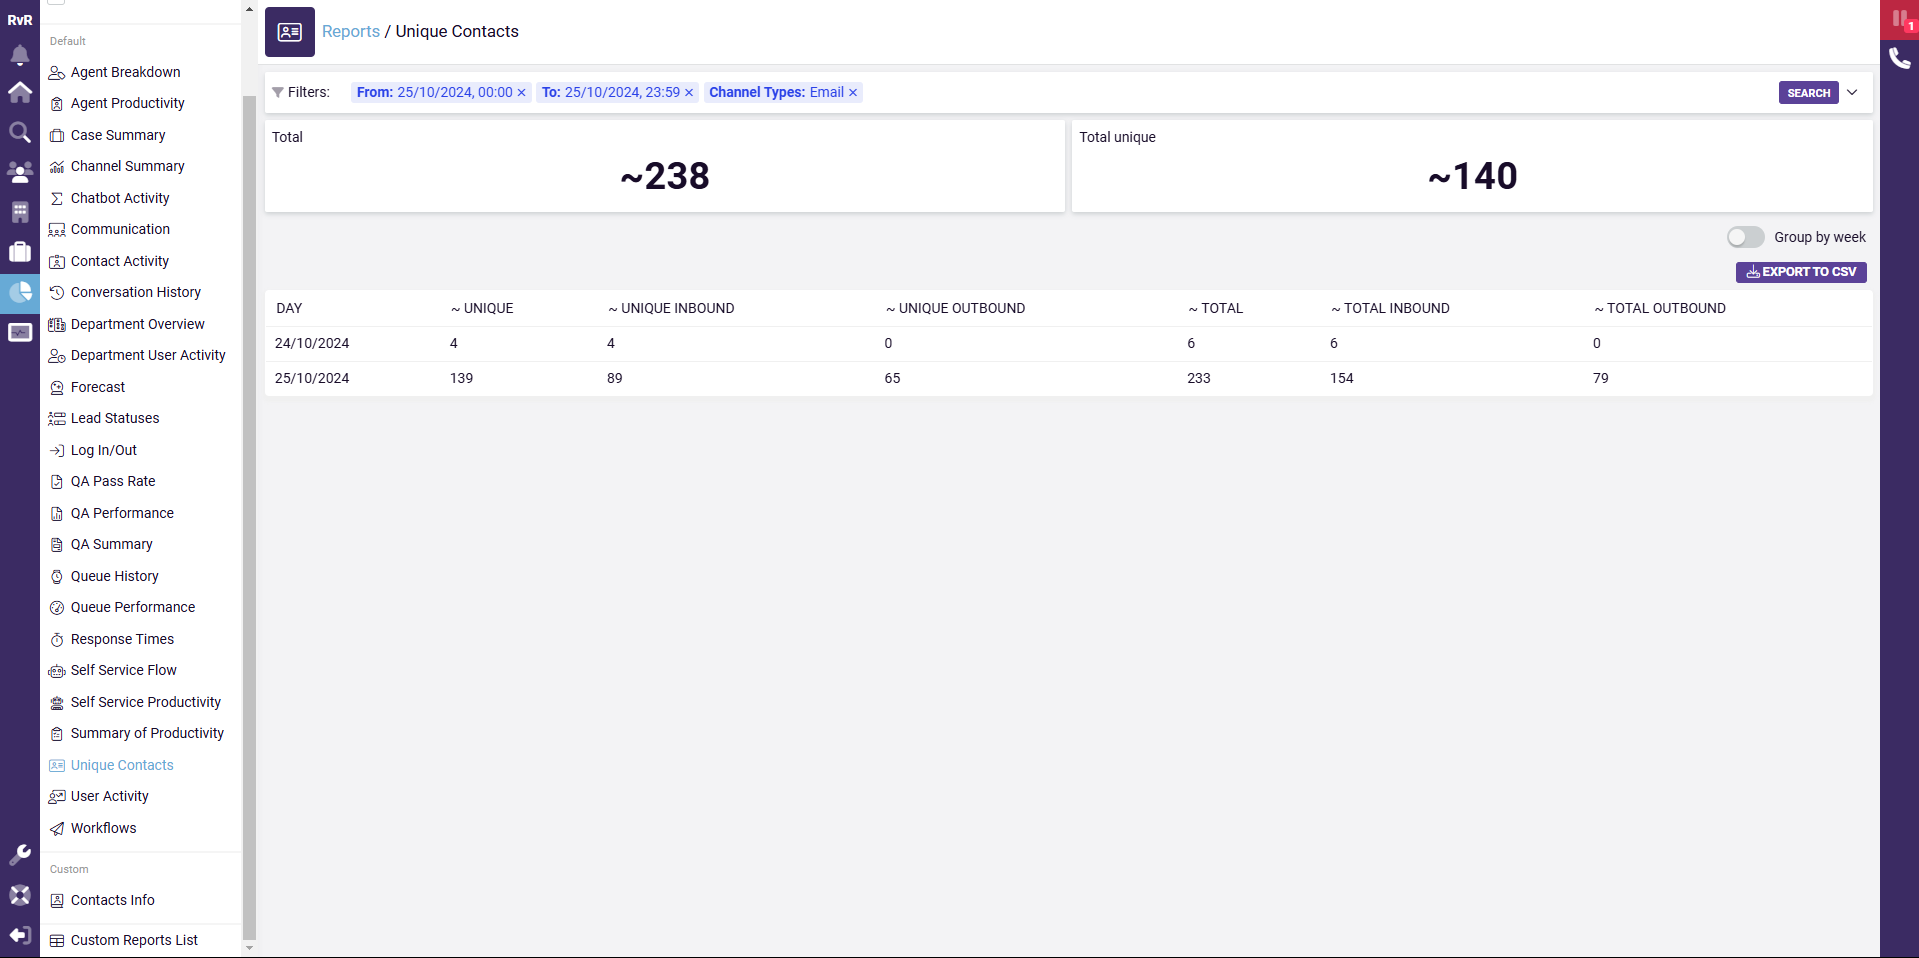 RvR
Default
Agent Breakdown
Agent Productivity
Case Summary
Channel Summary
Chatbot Activity
Communication
Contact Activity
Conversation History
Department Overview
Department User Activity
Forecast
Lead Statuses
Log In/Out
QA Pass Rate
QA Performance
QA Summary
Queue History
Queue Performance
Response Times
Self Service Flow
Self Service Productivity
Summary of Productivity
Unique Contacts
User Activity
Workflows
Custom
Contacts Info
Custom Reports List
Reports / Unique Contacts
Filters: From: 25/10/2024, 00:00 × To: 25/10/2024, 23:59 × Channel Types: Email × SEARCH
Total
~238
Total unique
~140
Group by week
EXPORT TO CSV
DAY ~ UNIQUE ~ UNIQUE INBOUND ~ UNIQUE OUTBOUND ~ TOTAL ~ TOTAL INBOUND ~ TOTAL OUTBOUND
24/10/2024 4 4 0 6 6 0
25/10/2024 139 89 65 233 154 79
1